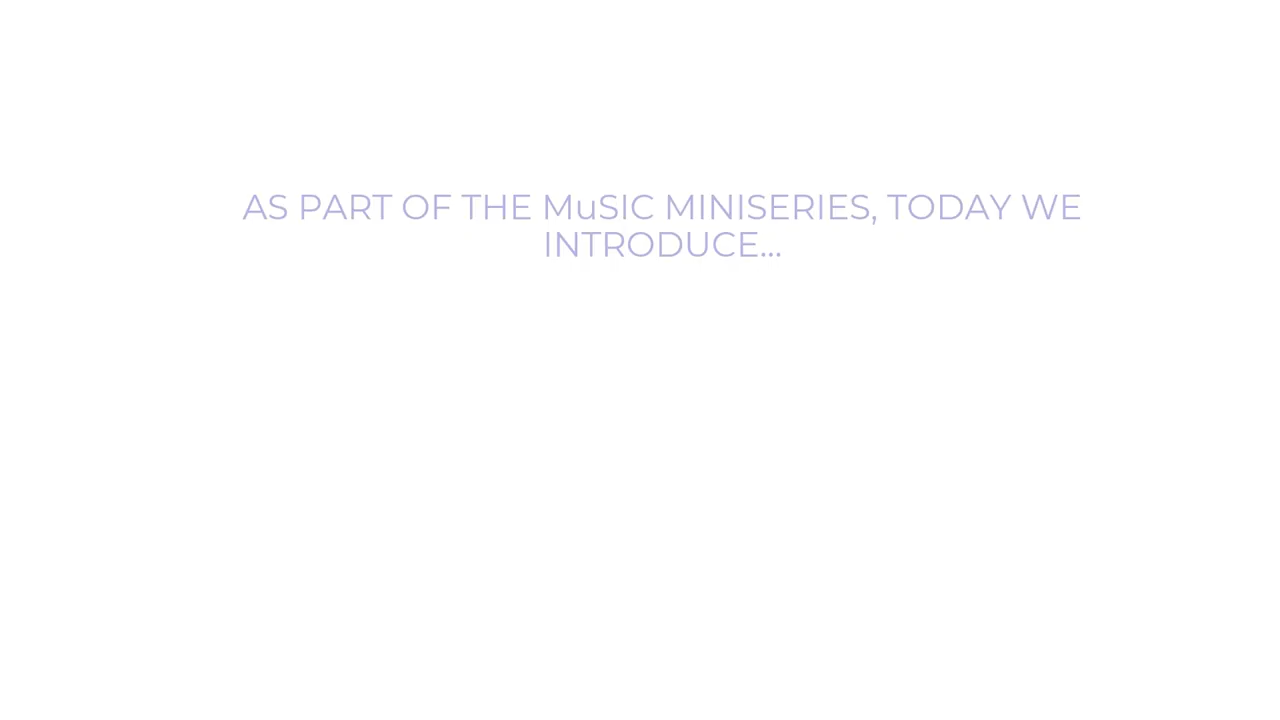 AS PART OF THE MuSIC MINISERIES, TODAY WE
INTRODUCE...